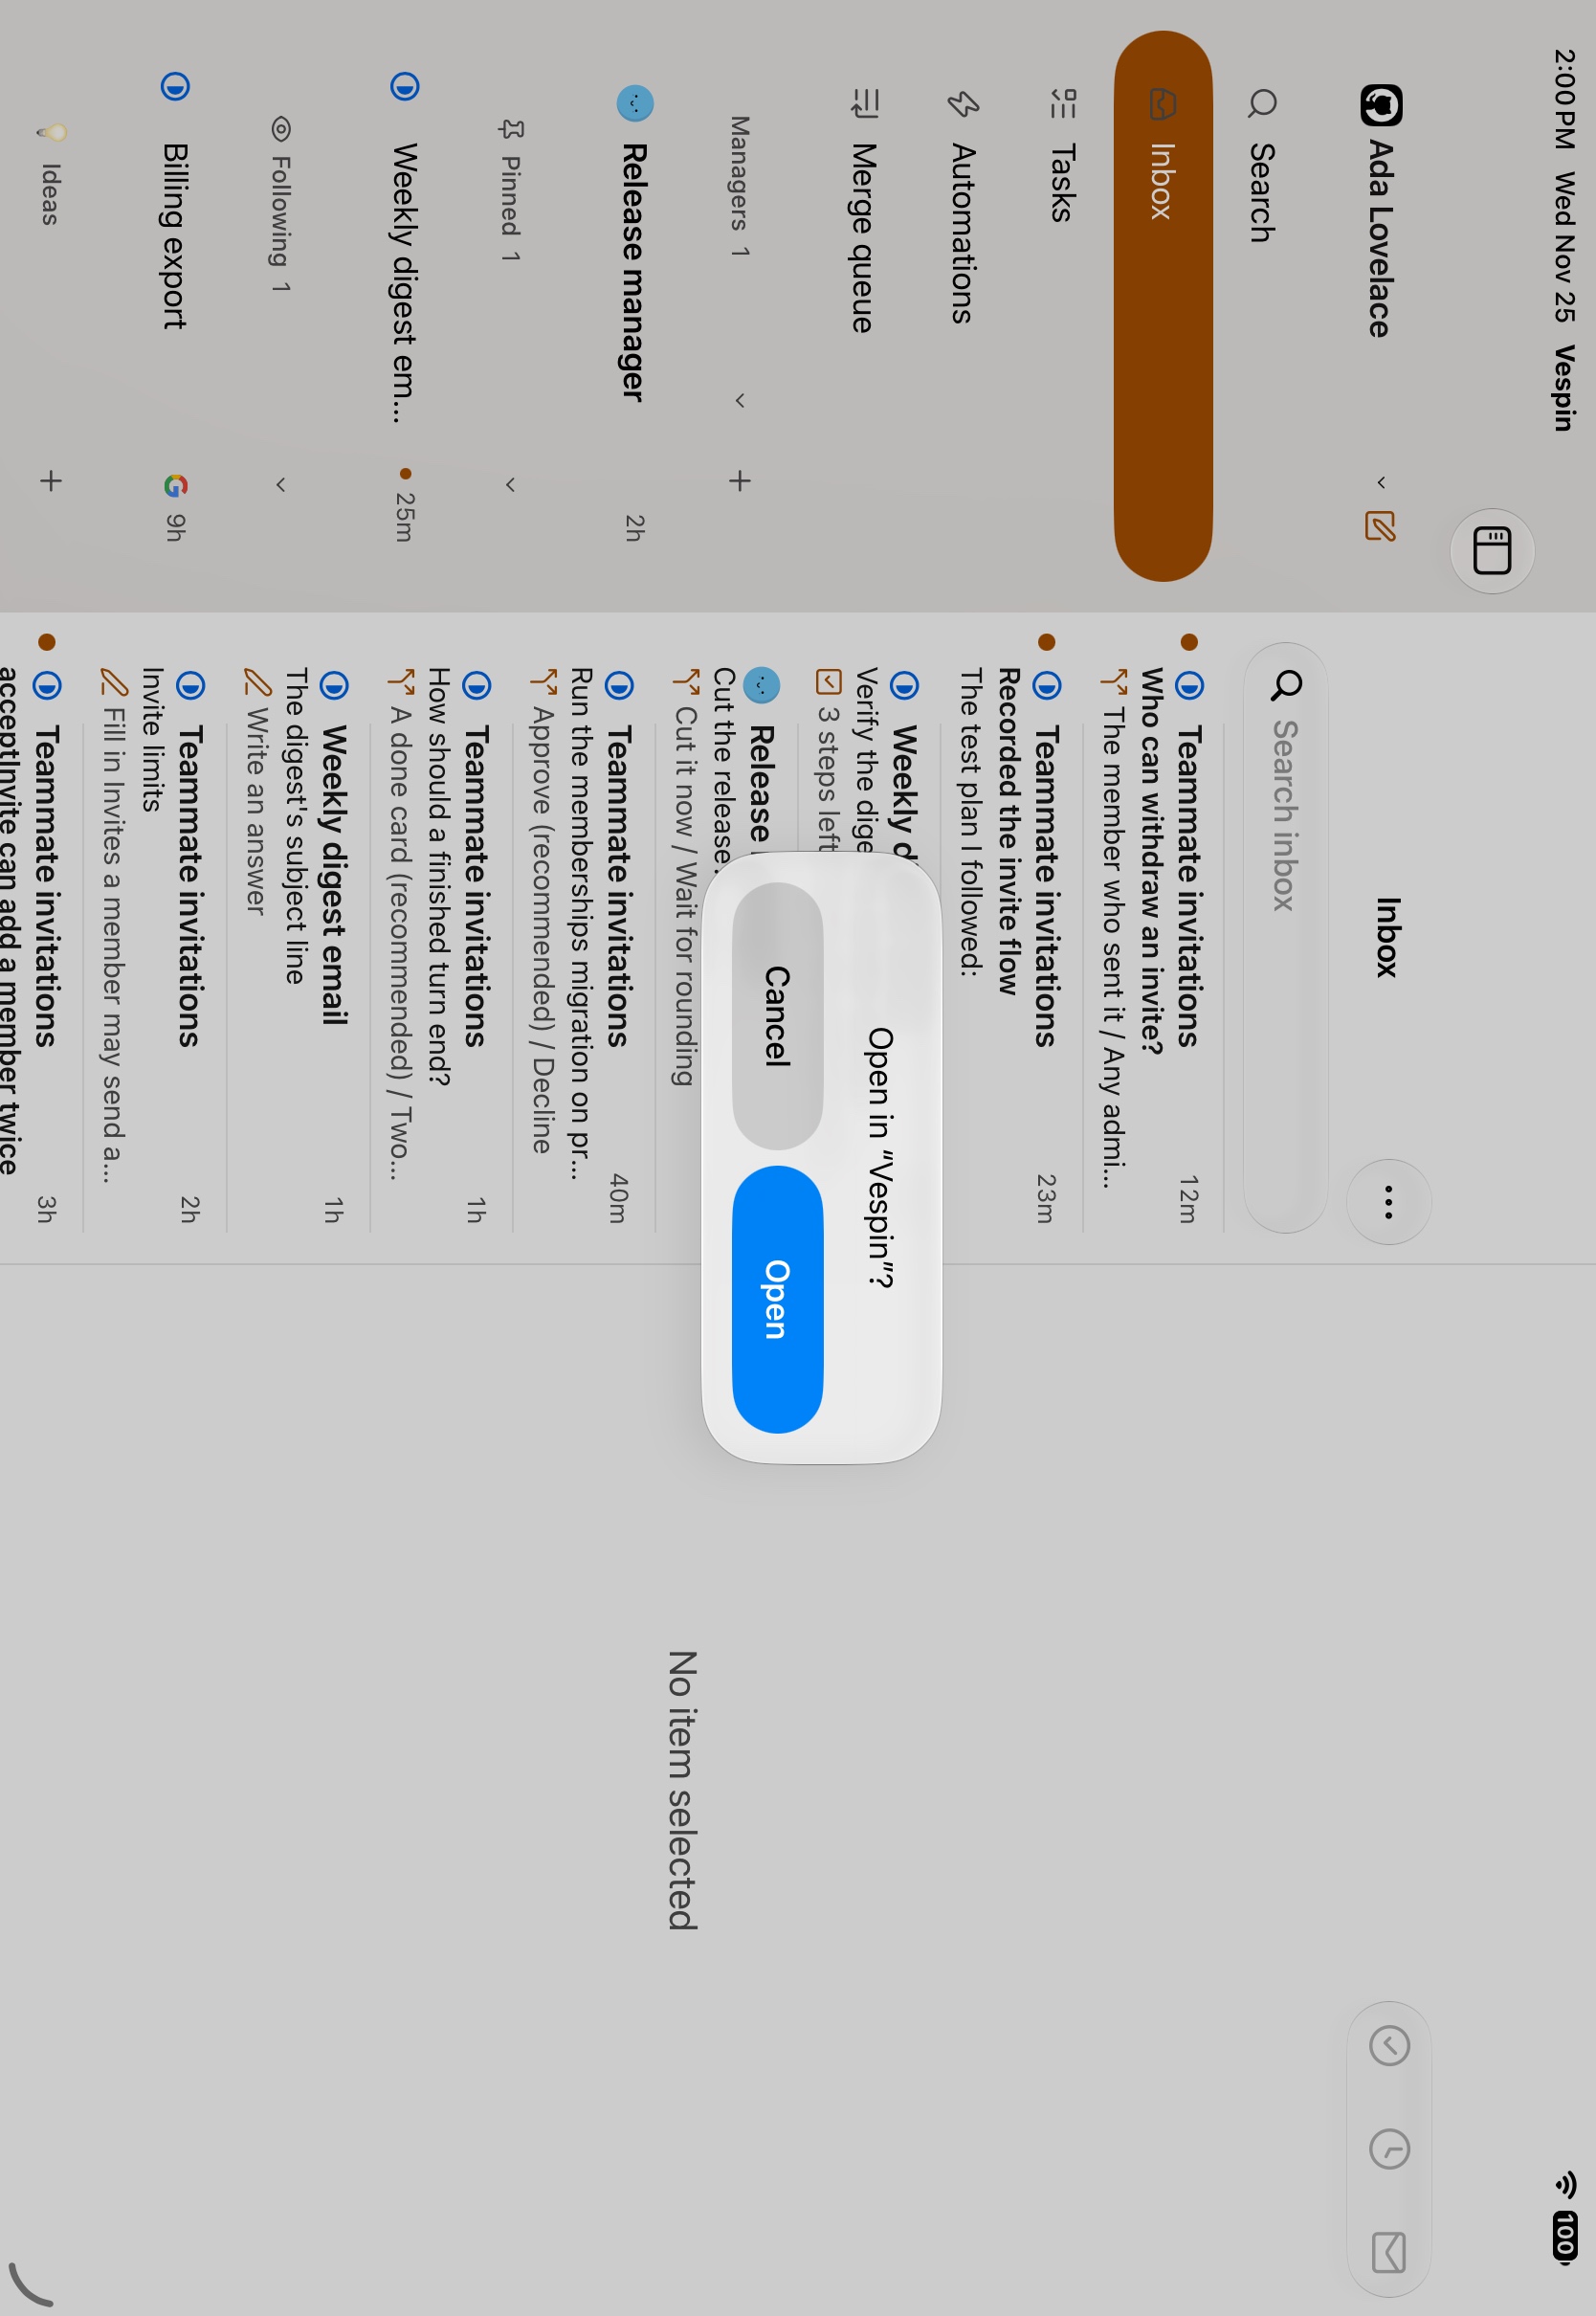 2:00 PM Wed Nov 25 Vespin
100
Ada Lovelace
Search
Inbox
Tasks
Automations
Merge queue
Managers 1
Release manager 2h
Pinned 1
Weekly digest em... 25m
Following 1
Billing export 9h
Ideas
Inbox
Search inbox
Teammate invitations 12m
Who can withdraw an invite?
The member who sent it / Any admi...
Teammate invitations 23m
Recorded the invite flow
The test plan I followed:
Weekly
Verify the
3 steps left
Release
Cut the release
Cut it now / Wait for rounding
Teammate invitations 40m
Run the memberships migration on pr...
Approve (recommended) / Decline
Teammate invitations 1h
How should a finished turn end?
A done card (recommended) / Two...
Weekly digest email 1h
The digest's subject line
Write an answer
Teammate invitations 2h
Invite limits
Fill in Invites a member may send a...
Teammate invitations 3h
acceptInvite can add a member twice
Open in “Vespin”?
Cancel Open
No item selected